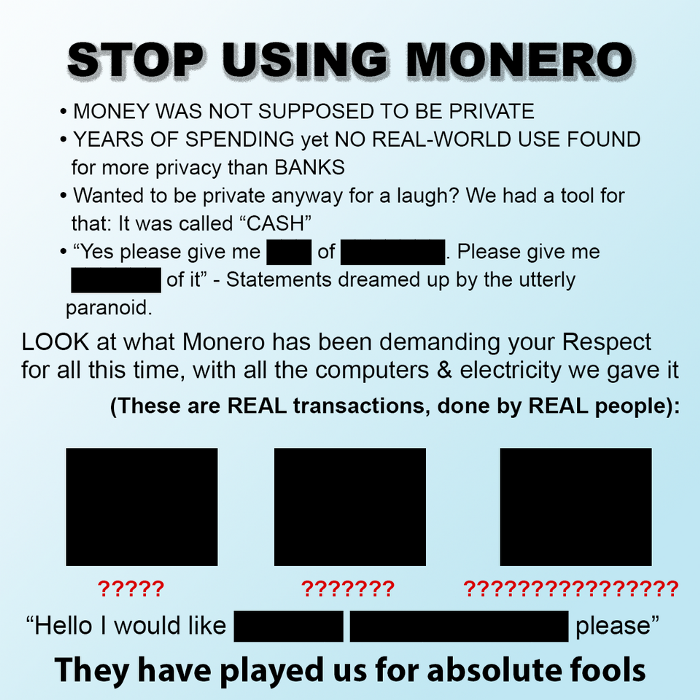 STOP USING MONERO
• MONEY WAS NOT SUPPOSED TO BE PRIVATE
• YEARS OF SPENDING yet NO REAL-WORLD USE FOUND
for more privacy than BANKS
• Wanted to be private anyway for a laugh? We had a tool for
that: It was called “CASH”
• “Yes please give me of . Please give me
of it” - Statements dreamed up by the utterly
paranoid.
LOOK at what Monero has been demanding your Respect
for all this time, with all the computers & electricity we gave it
(These are REAL transactions, done by REAL people):
????? ??????? ????????????????
“Hello I would like please”
They have played us for absolute fools